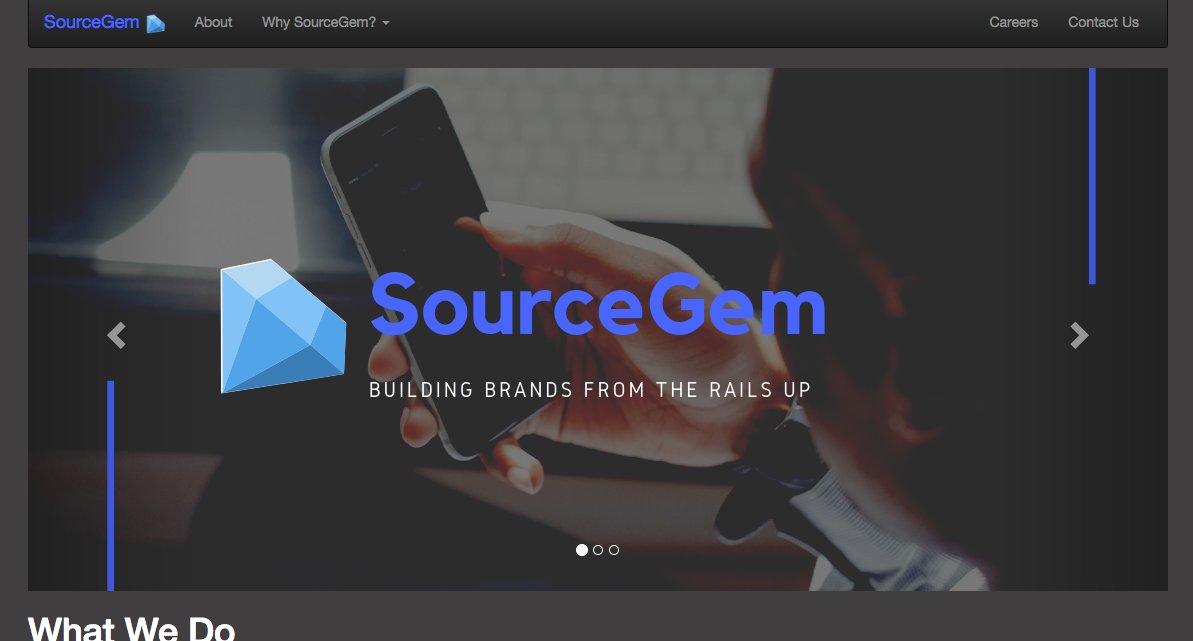 SourceGem About Why SourceGem? Careers Contact Us
SourceGem
BUILDING BRANDS FROM THE RAILS UP
What We Do